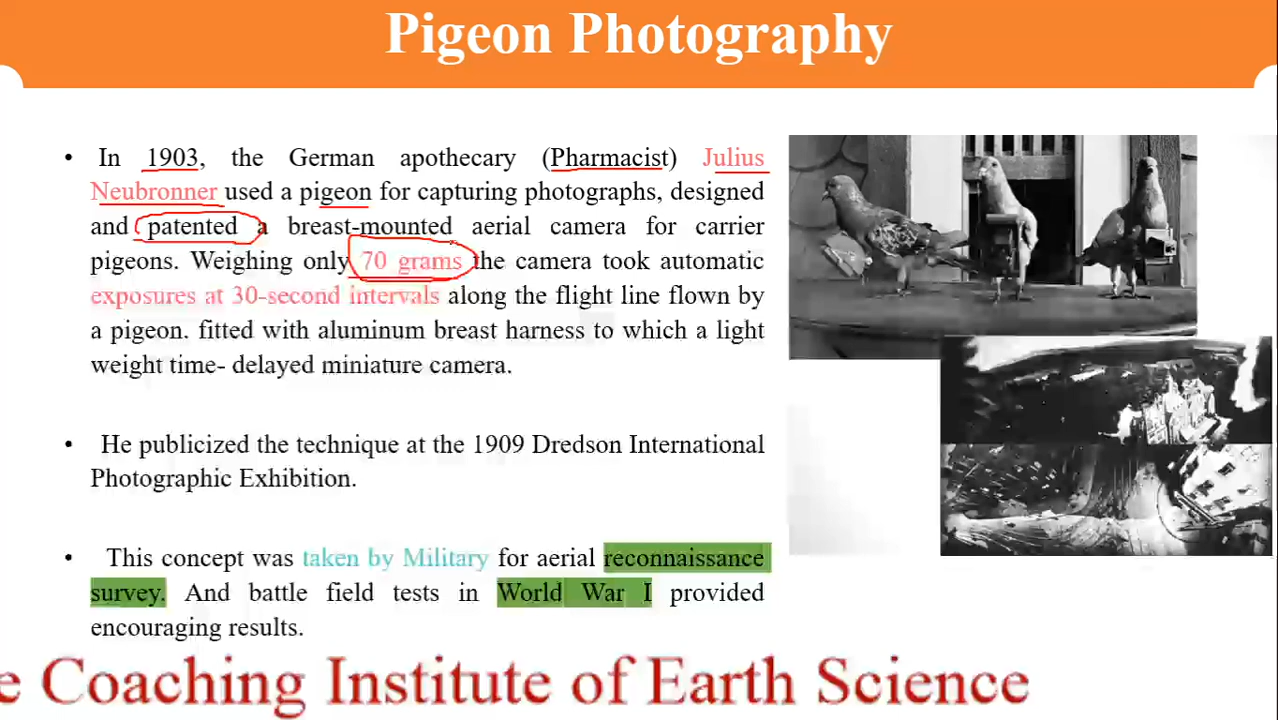 Pigeon Photography
• In 1903, the German apothecary (Pharmacist) Julius
Neubronner used a pigeon for capturing photographs, designed
and patented a breast-mounted aerial camera for carrier
pigeons. Weighing only 70 grams the camera took automatic
exposures at 30-second intervals along the flight line flown by
a pigeon. fitted with aluminum breast harness to which a light
weight time- delayed miniature camera.
• He publicized the technique at the 1909 Dredson International
Photographic Exhibition.
• This concept was taken by Military for aerial reconnaissance
survey. And battle field tests in World War I provided
encouraging results.
e Coaching Institute of Earth Science